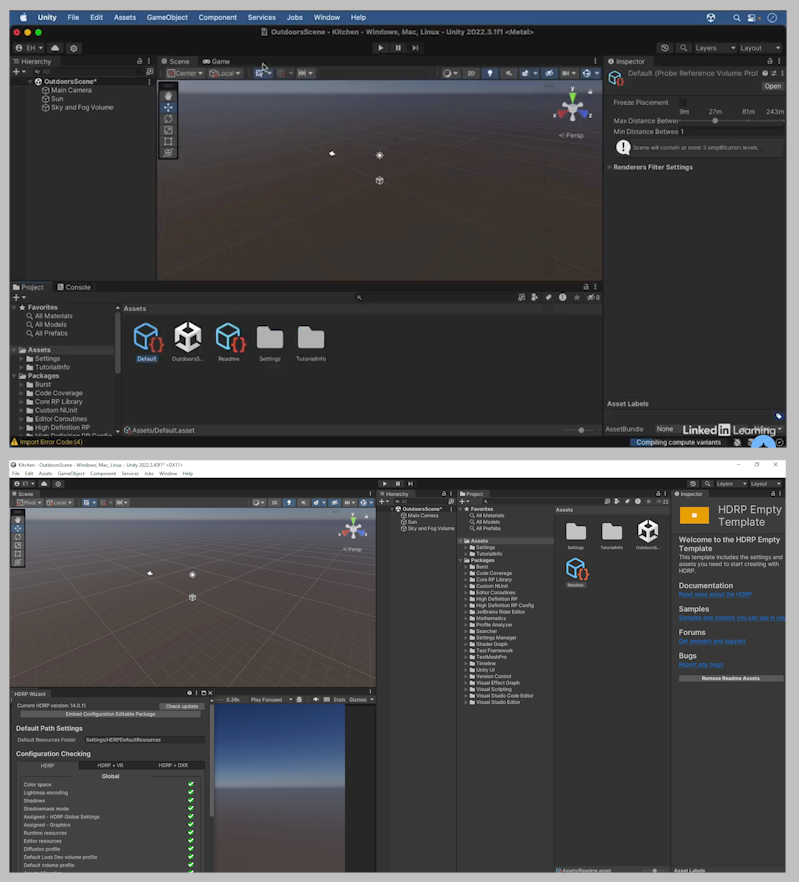 Unity File Edit Assets GameObject Component Services Jobs Window Help
OutdoorsScene - Kitchen - Windows, Mac, Linux - Unity 2022.3.1f1 <Metal>
EH Layers Layout
Hierarchy
All
OutdoorsScene*
Main Camera
Sun
Sky and Fog Volume
Scene Game
Center Local
2D
y
x z
Persp
Inspector
Default (Probe Reference Volume Prof
Open
Freeze Placement
9m 27m 81m 243m
Max Distance Betwee
Min Distance Betwee 1
Scene will contain at most 3 simplification levels.
Renderers Filter Settings
Project Console
8
Favorites
All Materials
All Models
All Prefabs
Assets
Settings
TutorialInfo
Packages
Burst
Code Coverage
Core RP Library
Custom NUnit
Editor Coroutines
High Definition RP
High Definition RP Config
Assets
Default OutdoorsS... Readme Settings TutorialInfo
Assets/Default.asset
Asset Labels
AssetBundle None
LinkedIn Learning
Import Error Code:(4)
Compiling compute variants
Kitchen - OutdoorsScene - Windows, Mac, Linux - Unity 2022.3.43f1* <DX11>
File Edit Assets GameObject Component Services Jobs Window Help
ET Layers Layout
Scene
Pivot Local
2D
y
x z
Persp
Hierarchy
All
OutdoorsScene*
Main Camera
Sun
Sky and Fog Volume
Project
22
Favorites
All Materials
All Models
All Prefabs
Assets
Settings
TutorialInfo
Packages
Burst
Code Coverage
Core RP Library
Custom NUnit
Editor Coroutines
High Definition RP
High Definition RP Config
JetBrains Rider Editor
Mathematics
Profile Analyzer
Searcher
Settings Manager
Shader Graph
Test Framework
TextMeshPro
Timeline
Unity UI
Version Control
Visual Effect Graph
Visual Scripting
Visual Studio Code Editor
Visual Studio Editor
Assets
Settings TutorialInfo OutdoorsS...
Readme
Assets/Readme.asset
Inspector
HDRP Empty
Template
Welcome to the HDRP Empty
Template
This template includes the settings and
assets you need to start creating with
HDRP.
Documentation
Read more about the HDRP
Samples
Samples and content you can use in you
Forums
Get answers and support
Bugs
Report any bugs
Remove Readme Assets
Asset Labels
HDRP Wizard
Current HDRP version: 14.0.11 Check update
Embed Configuration Editable Package
Default Path Settings
Default Resources Folder Settings/HDRPDefaultResources
Configuration Checking
HDRP HDRP + VR HDRP + DXR
Global
Color space
Lightmap encoding
Shadows
Shadowmask mode
Assigned - HDRP Global Settings
Assigned - Graphics
Runtime resources
Editor resources
Diffusion profile
Default Look Dev volume profile
Default volume profile
0.39x Play Focused Stats Gizmos